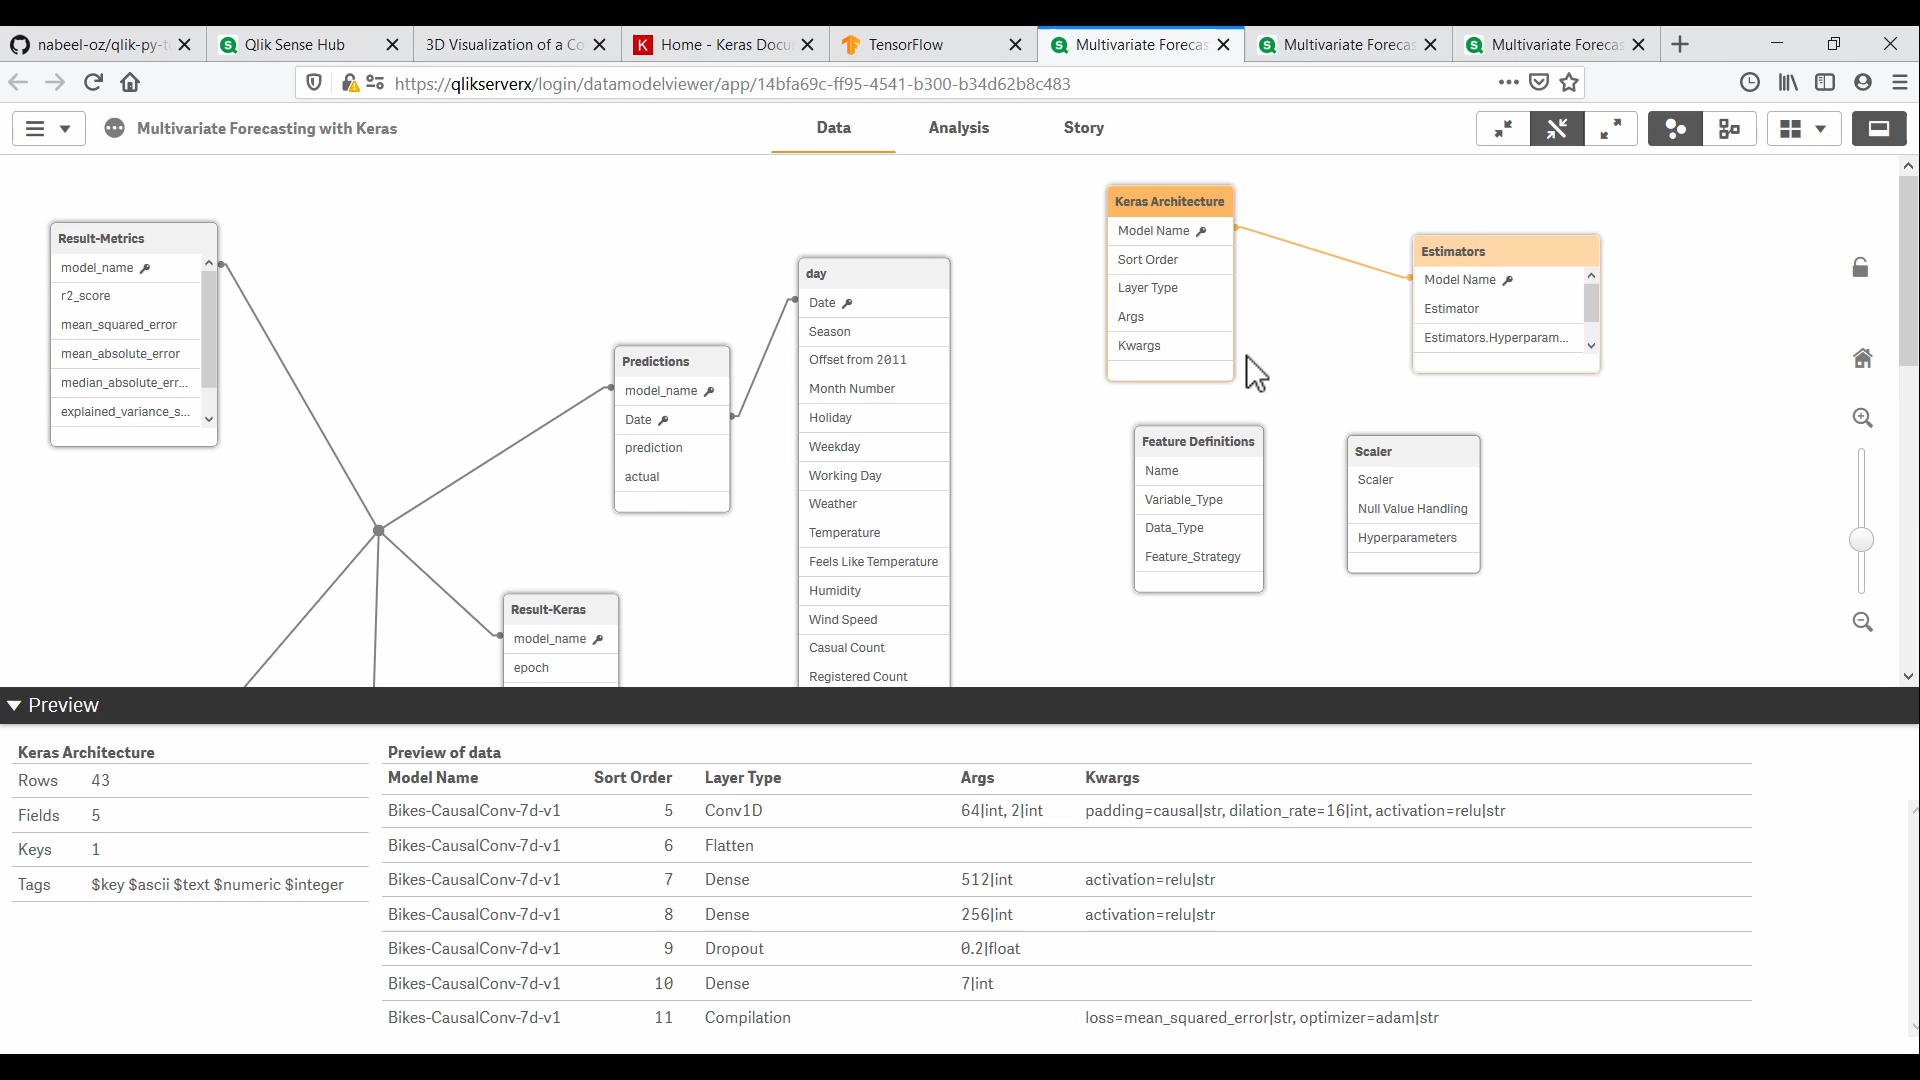 nabeel-oz/qlik-py-t
Qlik Sense Hub
3D Visualization of a Co
Home - Keras Docu
TensorFlow
Multivariate Forecas
Multivariate Forecas
Multivariate Forecas
https://qlikserverx/login/datamodelviewer/app/14bfa69c-ff95-4541-b300-b34d62b8c483
Multivariate Forecasting with Keras
Data
Analysis
Story
Result-Metrics
model_name
r2_score
mean_squared_error
mean_absolute_error
median_absolute_err...
explained_variance_s...
Predictions
model_name
Date
prediction
actual
Result-Keras
model_name
epoch
day
Date
Season
Offset from 2011
Month Number
Holiday
Weekday
Working Day
Weather
Temperature
Feels Like Temperature
Humidity
Wind Speed
Casual Count
Registered Count
Keras Architecture
Model Name
Sort Order
Layer Type
Args
Kwargs
Estimators
Model Name
Estimator
Estimators.Hyperparam...
Feature Definitions
Name
Variable_Type
Data_Type
Feature_Strategy
Scaler
Scaler
Null Value Handling
Hyperparameters
Preview
Keras Architecture
Rows 43
Fields 5
Keys 1
Tags $key $ascii $text $numeric $integer
Preview of data
Model Name Sort Order Layer Type Args Kwargs
Bikes-CausalConv-7d-v1 5 Conv1D 64|int, 2|int padding=causal|str, dilation_rate=16|int, activation=relu|str
Bikes-CausalConv-7d-v1 6 Flatten
Bikes-CausalConv-7d-v1 7 Dense 512|int activation=relu|str
Bikes-CausalConv-7d-v1 8 Dense 256|int activation=relu|str
Bikes-CausalConv-7d-v1 9 Dropout 0.2|float
Bikes-CausalConv-7d-v1 10 Dense 7|int
Bikes-CausalConv-7d-v1 11 Compilation loss=mean_squared_error|str, optimizer=adam|str